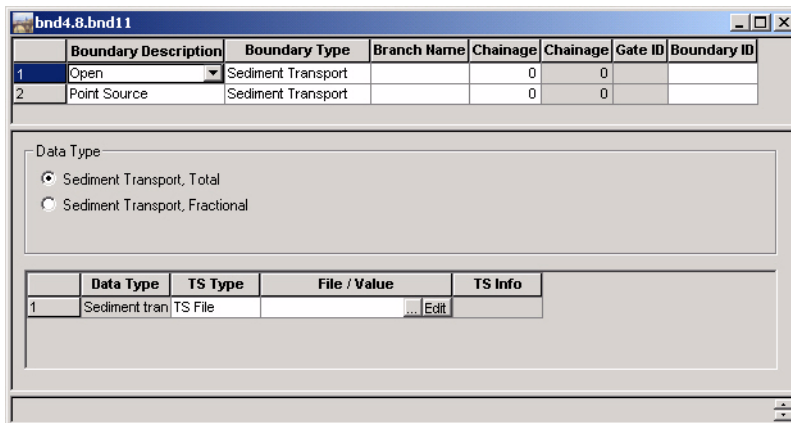 bnd4.8.bnd11
Boundary Description Boundary Type Branch Name Chainage Chainage Gate ID Boundary ID
1 Open Sediment Transport 0 0
2 Point Source Sediment Transport 0 0
Data Type
Sediment Transport, Total
Sediment Transport, Fractional
Data Type TS Type File / Value TS Info
1 Sediment tran TS File ... Edit